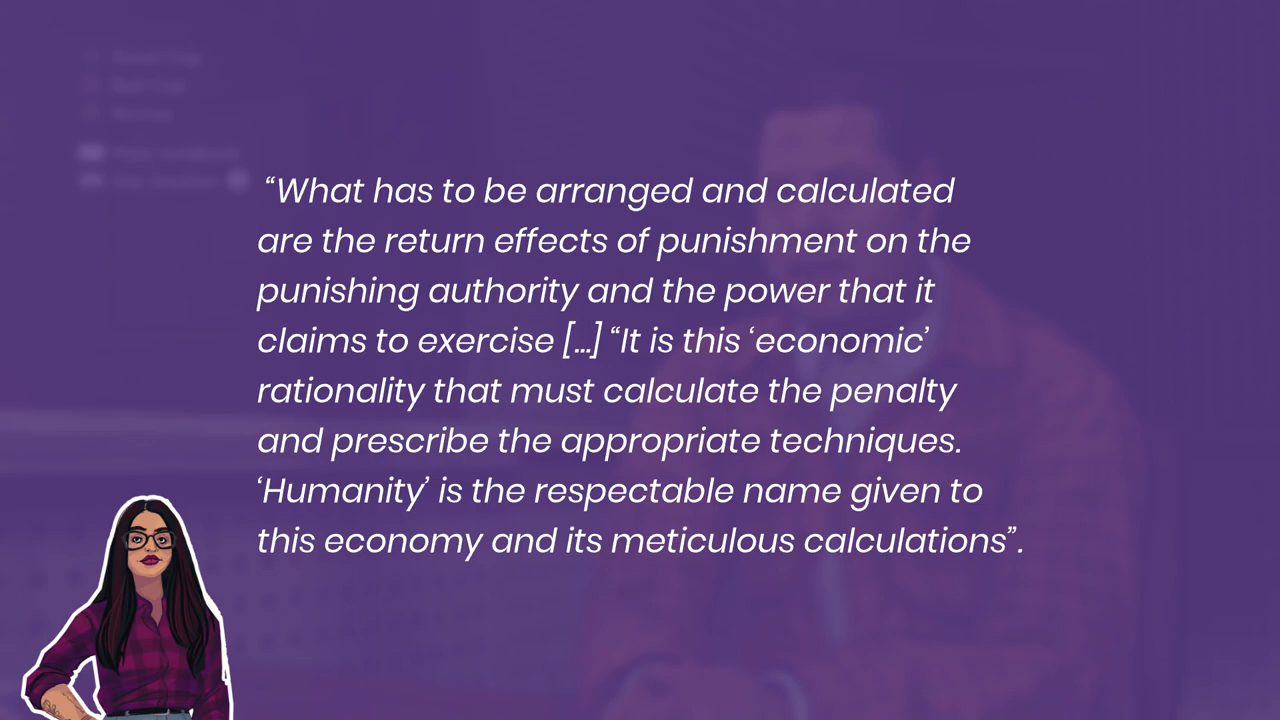 “What has to be arranged and calculated
are the return effects of punishment on the
punishing authority and the power that it
claims to exercise [...] “It is this ‘economic’
rationality that must calculate the penalty
and prescribe the appropriate techniques.
‘Humanity’ is the respectable name given to
this economy and its meticulous calculations”.